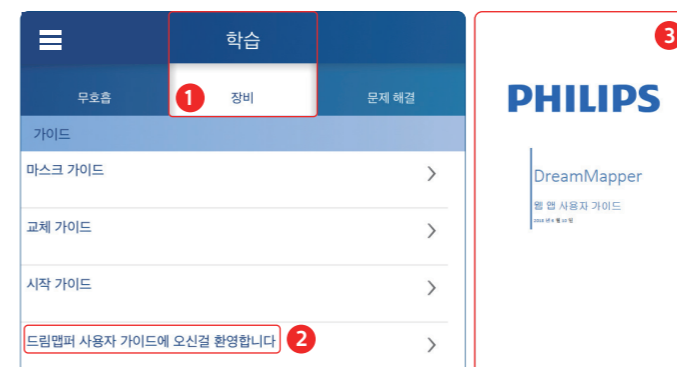 학습
무호흡
1 장비
문제 해결
가이드
마스크 가이드
교체 가이드
시작 가이드
드림맵퍼 사용자 가이드에 오신걸 환영합니다 2
3
PHILIPS
DreamMapper
웹 앱 사용자 가이드